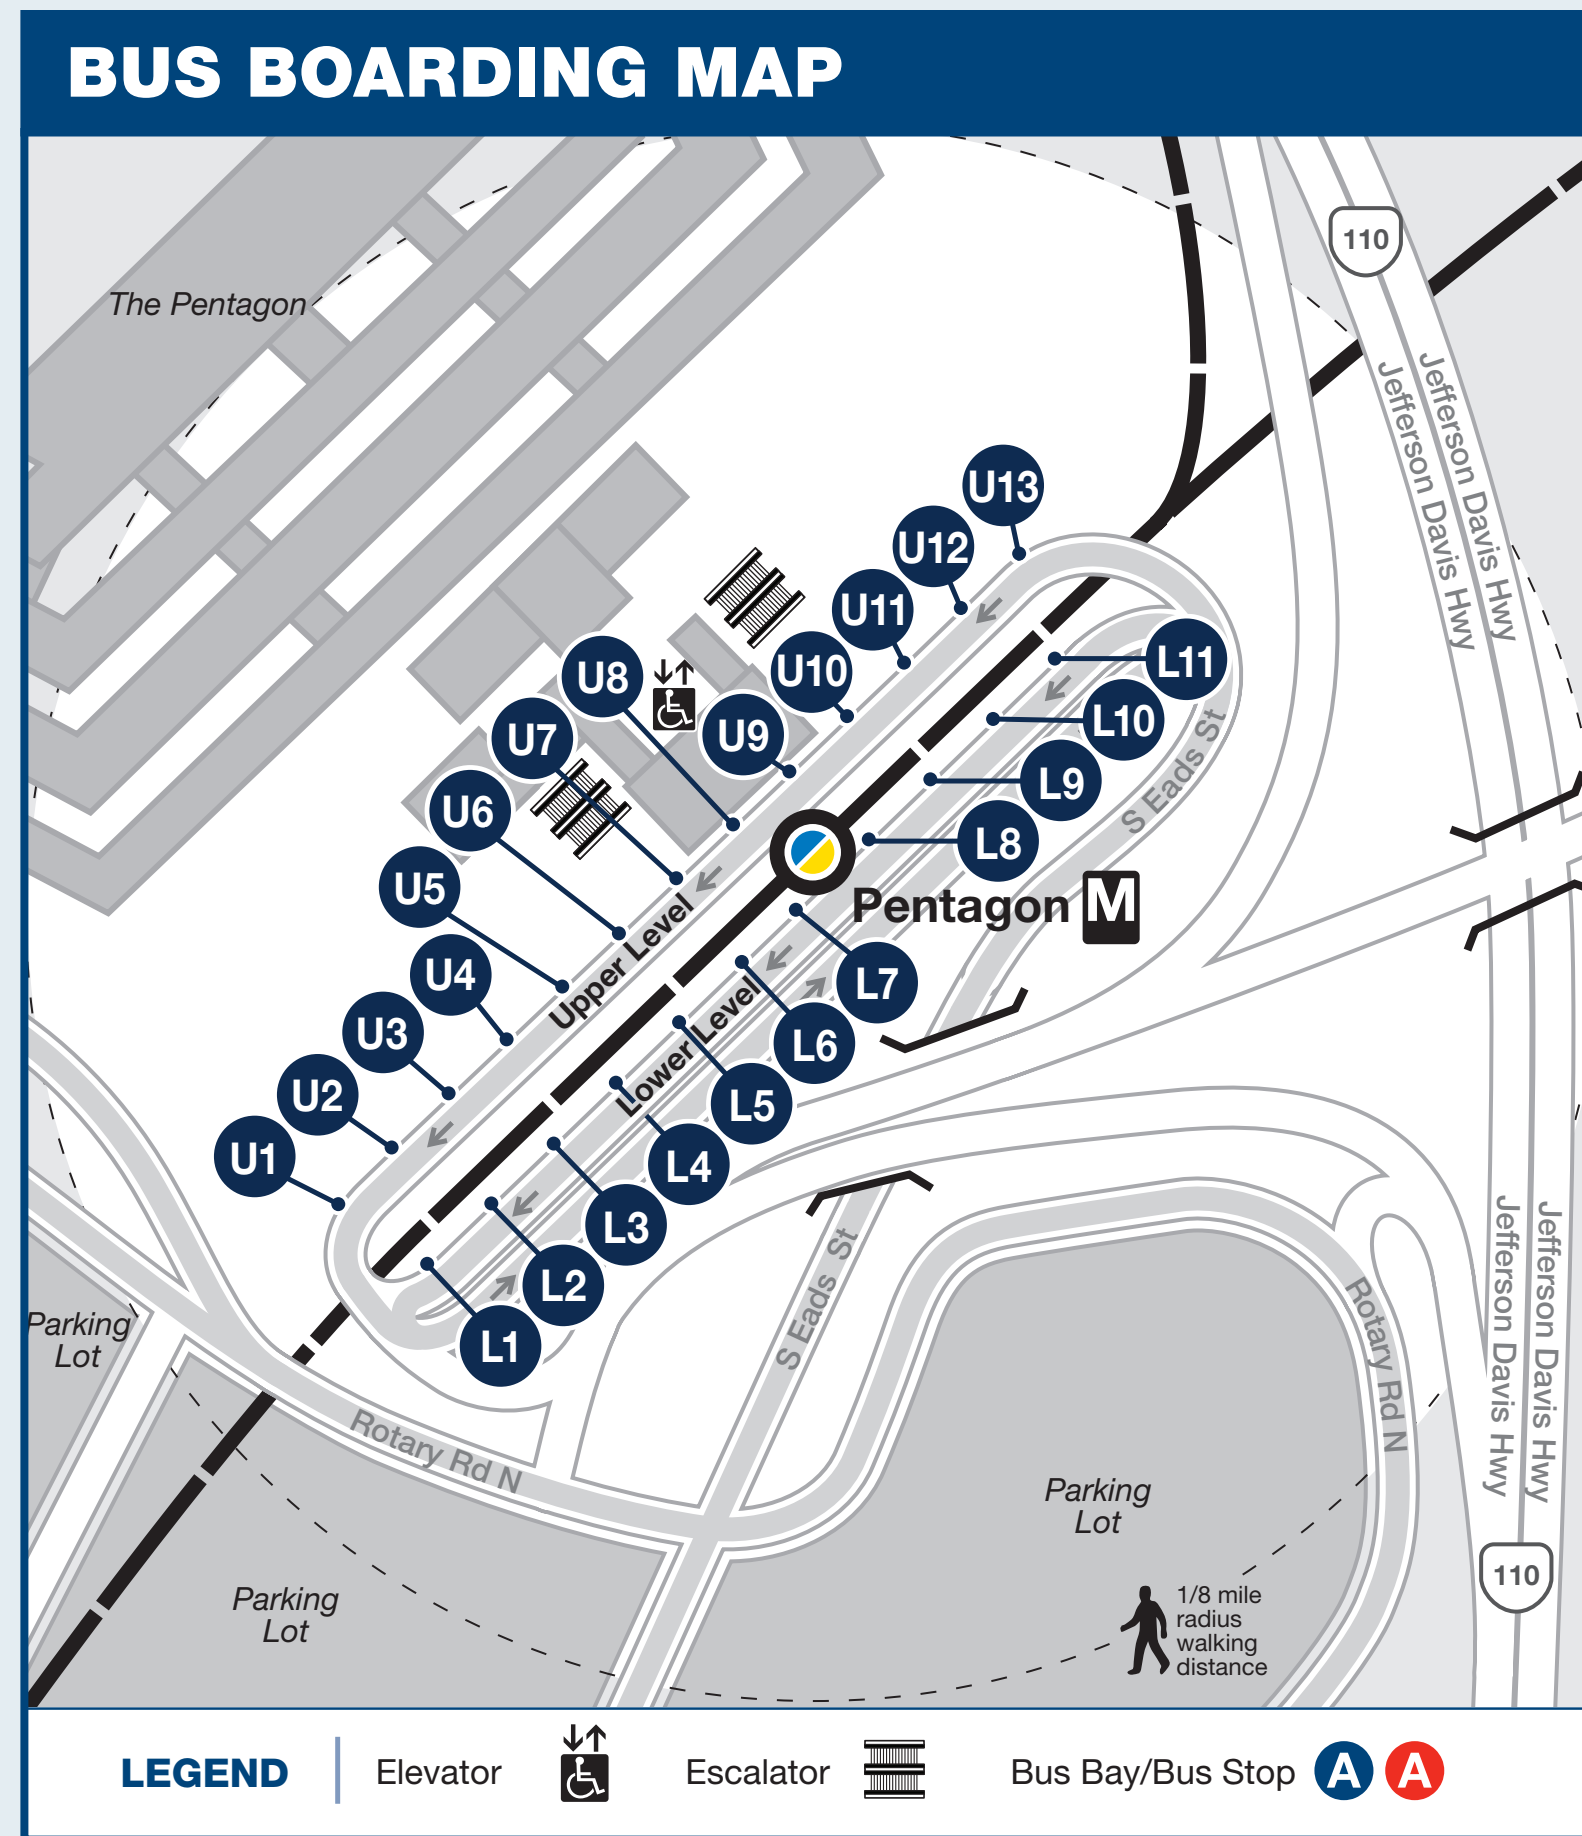 BUS BOARDING MAP
110
The Pentagon
Jefferson Davis Hwy
Jefferson Davis Hwy
U13
U12
U11
U10
U9
U8
U7
U6
U5
U4
U3
U2
U1
L11
L10
L9
L8
L7
L6
L5
L4
L3
L2
L1
S Eads St
Pentagon M
Upper Level
Lower Level
S Eads St
Rotary Rd N
Rotary Rd N
Jefferson Davis Hwy
Jefferson Davis Hwy
Parking
Lot
Parking
Lot
Parking
Lot
110
1/8 mile
radius
walking
distance
LEGEND
Elevator
Escalator
Bus Bay/Bus Stop A A